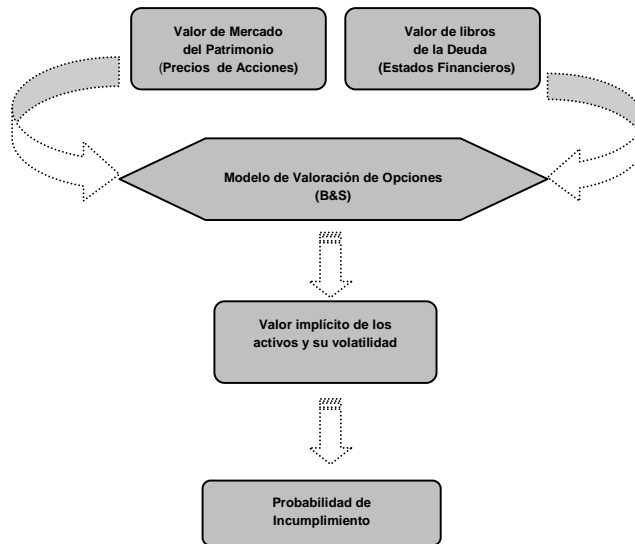 Valor de Mercado
del Patrimonio
(Precios de Acciones)
Valor de libros
de la Deuda
(Estados Financieros)
Modelo de Valoración de Opciones
(B&S)
Valor implícito de los
activos y su volatilidad
Probabilidad de
Incumplimiento